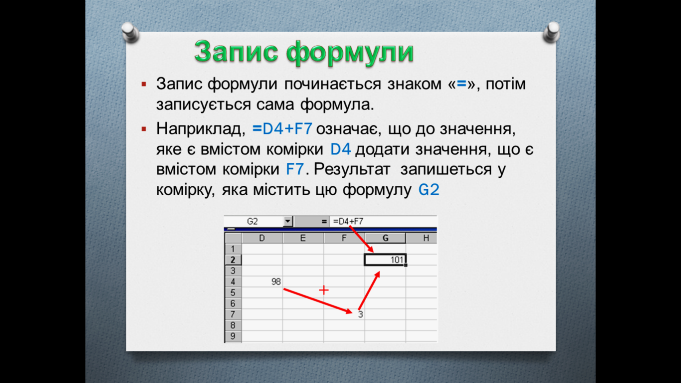 Запис формули
Запис формули починається знаком «=», потім
записується сама формула.
Наприклад, =D4+F7 означає, що до значення,
яке є вмістом комірки D4 додати значення, що є
вмістом комірки F7. Результат запишеться у
комірку, яка містить цю формулу G2
G2 = =D4+F7
D E F G H
1
2 101
3
4 98
5
6
7 3
8
9